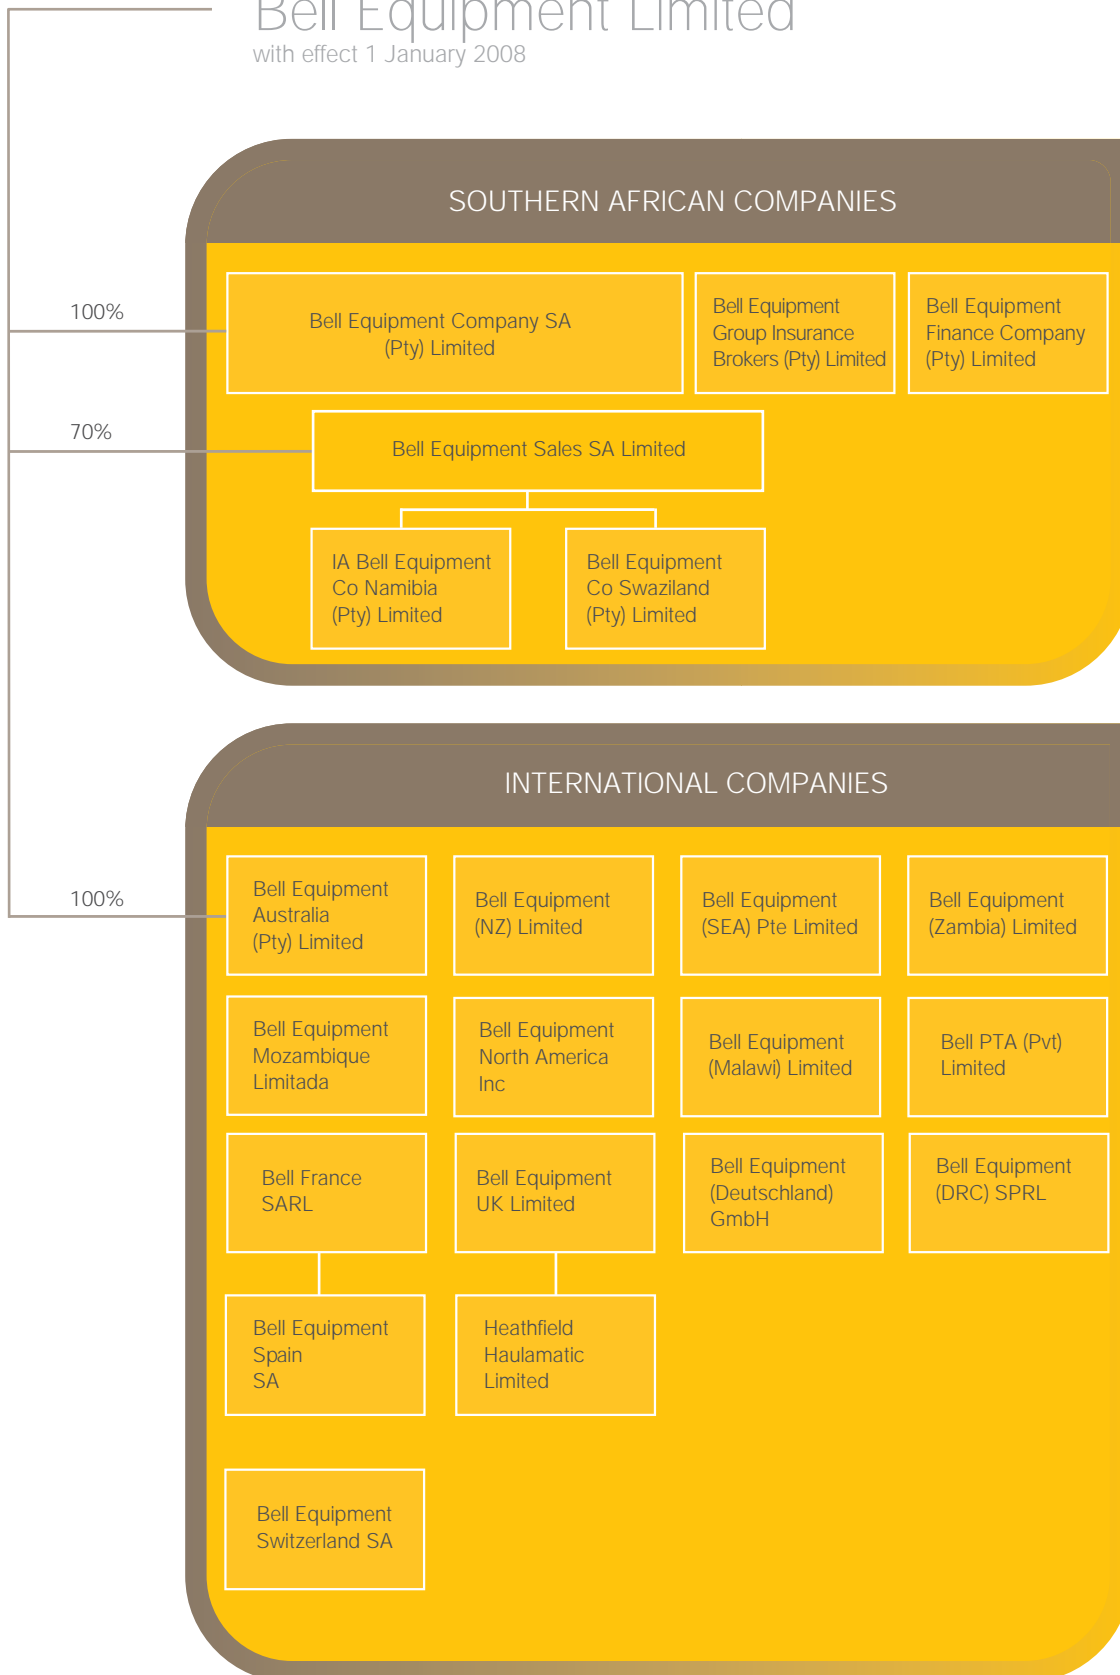 Bell Equipment Limited
with effect 1 January 2008
SOUTHERN AFRICAN COMPANIES
100%
Bell Equipment Company SA
(Pty) Limited
Bell Equipment
Group Insurance
Brokers (Pty) Limited
Bell Equipment
Finance Company
(Pty) Limited
70%
Bell Equipment Sales SA Limited
IA Bell Equipment
Co Namibia
(Pty) Limited
Bell Equipment
Co Swaziland
(Pty) Limited
INTERNATIONAL COMPANIES
100%
Bell Equipment
Australia
(Pty) Limited
Bell Equipment
(NZ) Limited
Bell Equipment
(SEA) Pte Limited
Bell Equipment
(Zambia) Limited
Bell Equipment
Mozambique
Limitada
Bell Equipment
North America
Inc
Bell Equipment
(Malawi) Limited
Bell PTA (Pvt)
Limited
Bell France
SARL
Bell Equipment
UK Limited
Bell Equipment
(Deutschland)
GmbH
Bell Equipment
(DRC) SPRL
Bell Equipment
Spain
SA
Heathfield
Haulamatic
Limited
Bell Equipment
Switzerland SA